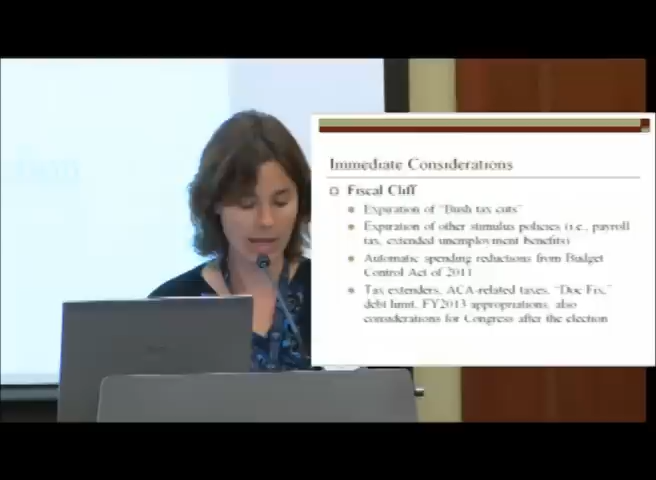 Immediate Considerations
Fiscal Cliff
Expiration of "Bush tax cuts"
Expiration of other stimulus policies (i.e., payroll
tax, extended unemployment benefits)
Automatic spending reductions from Budget
Control Act of 2011
Tax extenders, ACA-related taxes, "Doc Fix,"
debt limit, FY2013 appropriations, also
considerations for Congress after the election